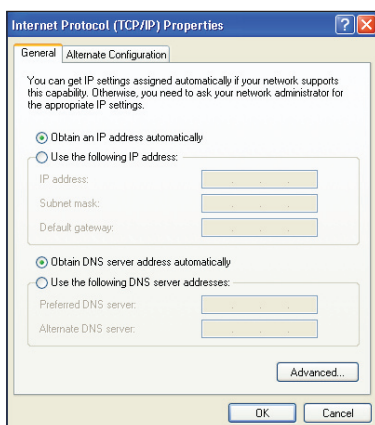 Internet Protocol (TCP/IP) Properties
General
Alternate Configuration
You can get IP settings assigned automatically if your network supports
this capability. Otherwise, you need to ask your network administrator for
the appropriate IP settings.
Obtain an IP address automatically
Use the following IP address:
IP address:
Subnet mask:
Default gateway:
Obtain DNS server address automatically
Use the following DNS server addresses:
Preferred DNS server:
Alternate DNS server:
Advanced...
OK
Cancel